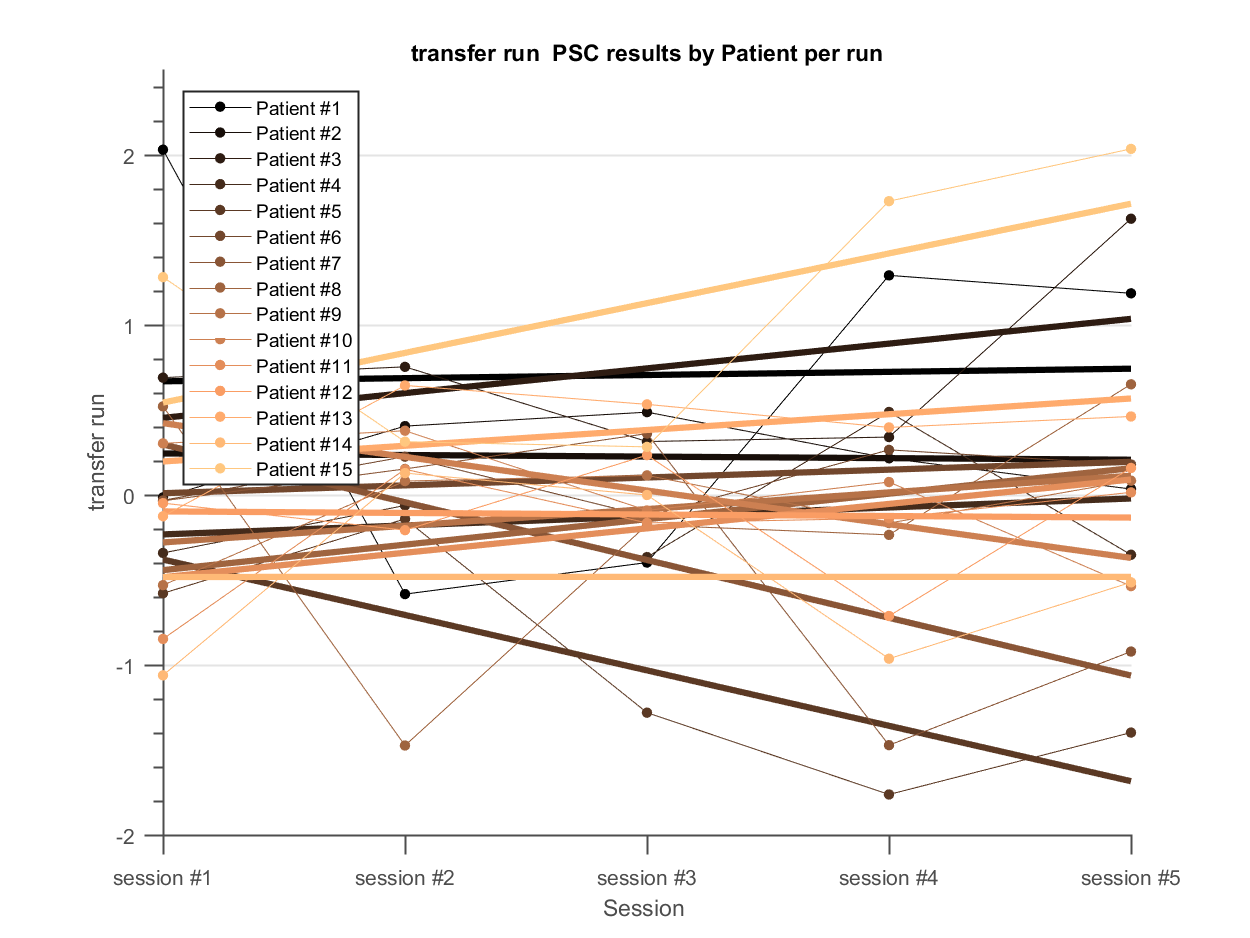 transfer run  PSC results by Patient per run
Patient #1
Patient #2
Patient #3
Patient #4
Patient #5
Patient #6
Patient #7
Patient #8
Patient #9
Patient #10
Patient #11
Patient #12
Patient #13
Patient #14
Patient #15
2
1
0
-1
-2
transfer run
session #1
session #2
session #3
session #4
session #5
Session